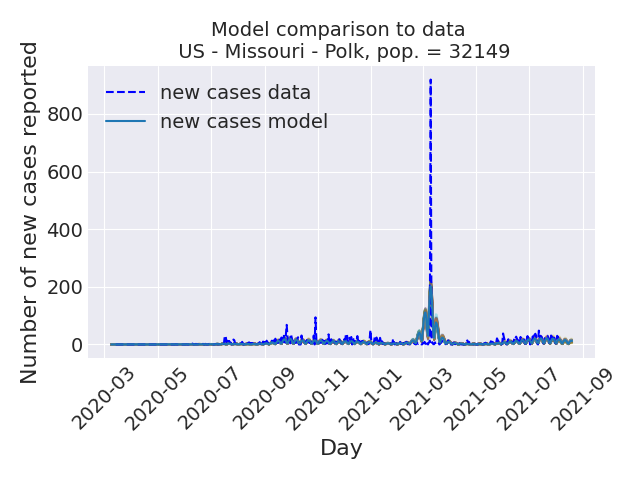 Model comparison to data
US - Missouri - Polk, pop. = 32149
Number of new cases reported
800
600
400
200
0
new cases data
new cases model
2020-03
2020-05
2020-07
2020-09
2020-11
2021-01
2021-03
2021-05
2021-07
2021-09
Day